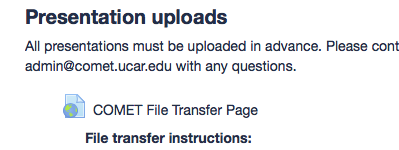 Presentation uploads
All presentations must be uploaded in advance. Please cont
admin@comet.ucar.edu with any questions.
COMET File Transfer Page
File transfer instructions: